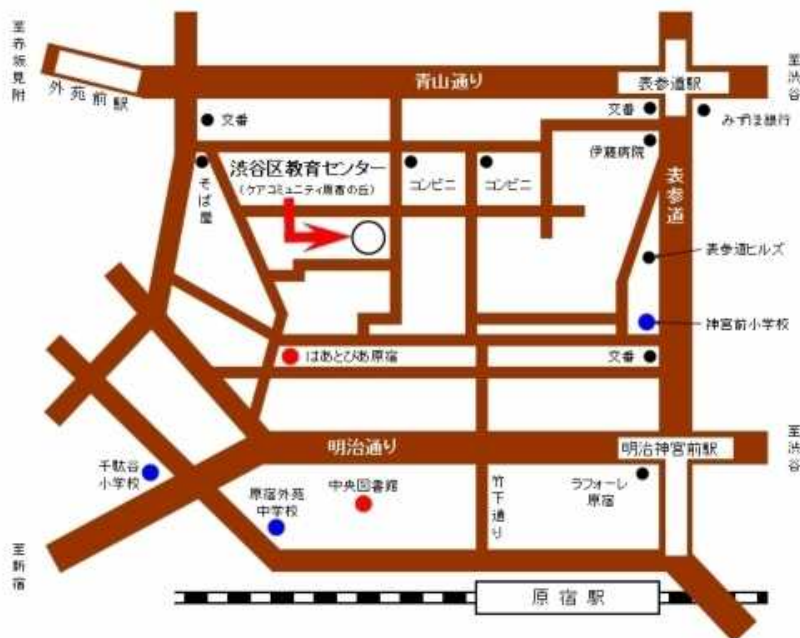 至赤坂見附
外苑前駅
青山通り
表参道駅
至渋谷
交番
交番
みずほ銀行
伊藤病院
そば屋
渋谷区教育センター
(ケアコミュニティ原宿の丘)
コンビニ
コンビニ
表参道
表参道ヒルズ
神宮前小学校
はあとぴあ原宿
交番
明治通り
明治神宮前駅
至渋谷
千駄谷
小学校
原宿外苑
中学校
中央図書館
竹下通り
ラフォーレ
原宿
至新宿
原宿駅